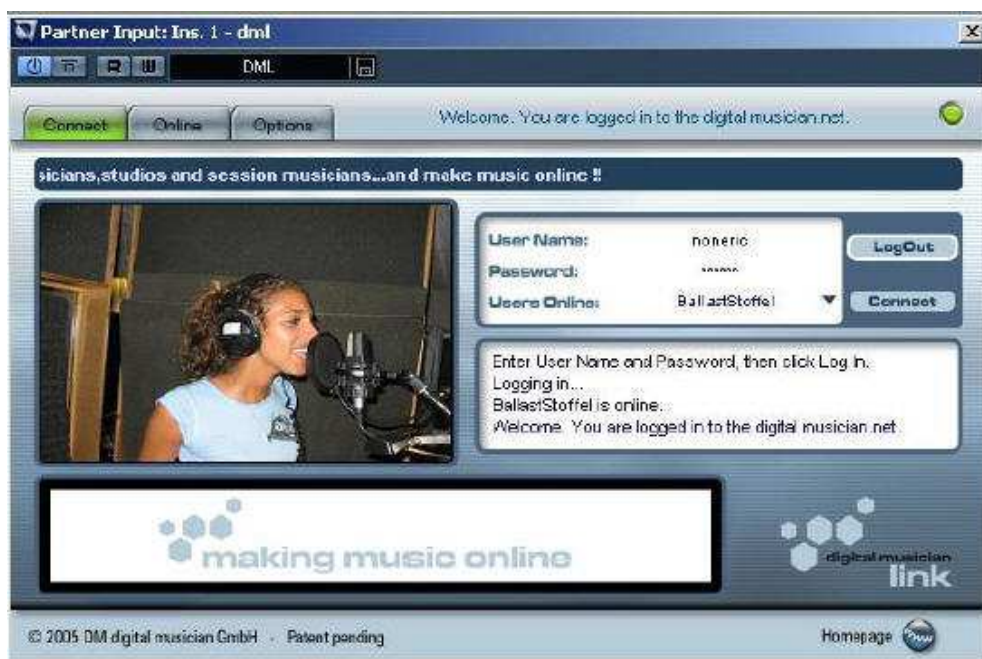 Partner Input: Ins. 1 - dml
R W DML
Connect Online Options Welcome. You are logged in to the digital musician.net.
sicians,studios and session musicians...and make music online !!
User Name: noneric LogOut
Password: ******
Users Online: BallastStoffel Connect
Enter User Name and Password, then click Log In.
Logging in...
BallastStoffel is online.
Welcome. You are logged in to the digital musician.net.
making music online
digital musician
link
© 2005 DM digital musician GmbH - Patent pending Homepage